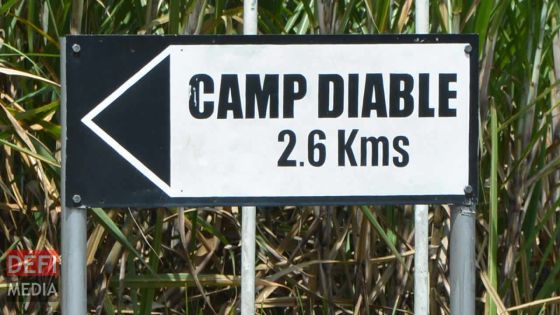 CAMP DIABLE
2.6 Kms
DEFI
MEDIA